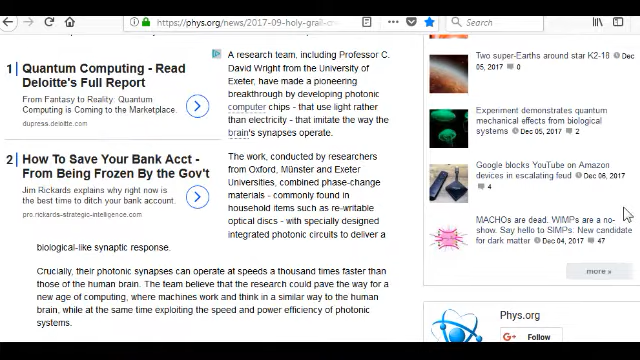 https://phys.org/news/2017-09-holy-grail-
Search
1
Quantum Computing - Read
Deloitte's Full Report
From Fantasy to Reality: Quantum
Computing is Coming to the Marketplace.
dupress.deloitte.com
2
How To Save Your Bank Acct -
From Being Frozen By the Gov't
Jim Rickards explains why right now is
the best time to ditch your bank account.
pro.rickards-strategic-intelligence.com
A research team, including Professor C.
David Wright from the University of
Exeter, have made a pioneering
breakthrough by developing photonic
computer chips - that use light rather
than electricity - that imitate the way the
brain's synapses operate.
The work, conducted by researchers
from Oxford, Münster and Exeter
Universities, combined phase-change
materials - commonly found in
household items such as re-writable
optical discs - with specially designed
integrated photonic circuits to deliver a
biological-like synaptic response.
Crucially, their photonic synapses can operate at speeds a thousand times faster than
those of the human brain. The team believe that the research could pave the way for a
new age of computing, where machines work and think in a similar way to the human
brain, while at the same time exploiting the speed and power efficiency of photonic
systems.
Two super-Earths around star K2-18 Dec
05, 2017 0
Experiment demonstrates quantum
mechanical effects from biological
systems Dec 05, 2017 2
Google blocks YouTube on Amazon
devices in escalating feud Dec 06, 2017
4
MACHOs are dead. WIMPs are a no-
show. Say hello to SIMPs: New candidate
for dark matter Dec 04, 2017 47
more »
Phys.org
G+ Follow